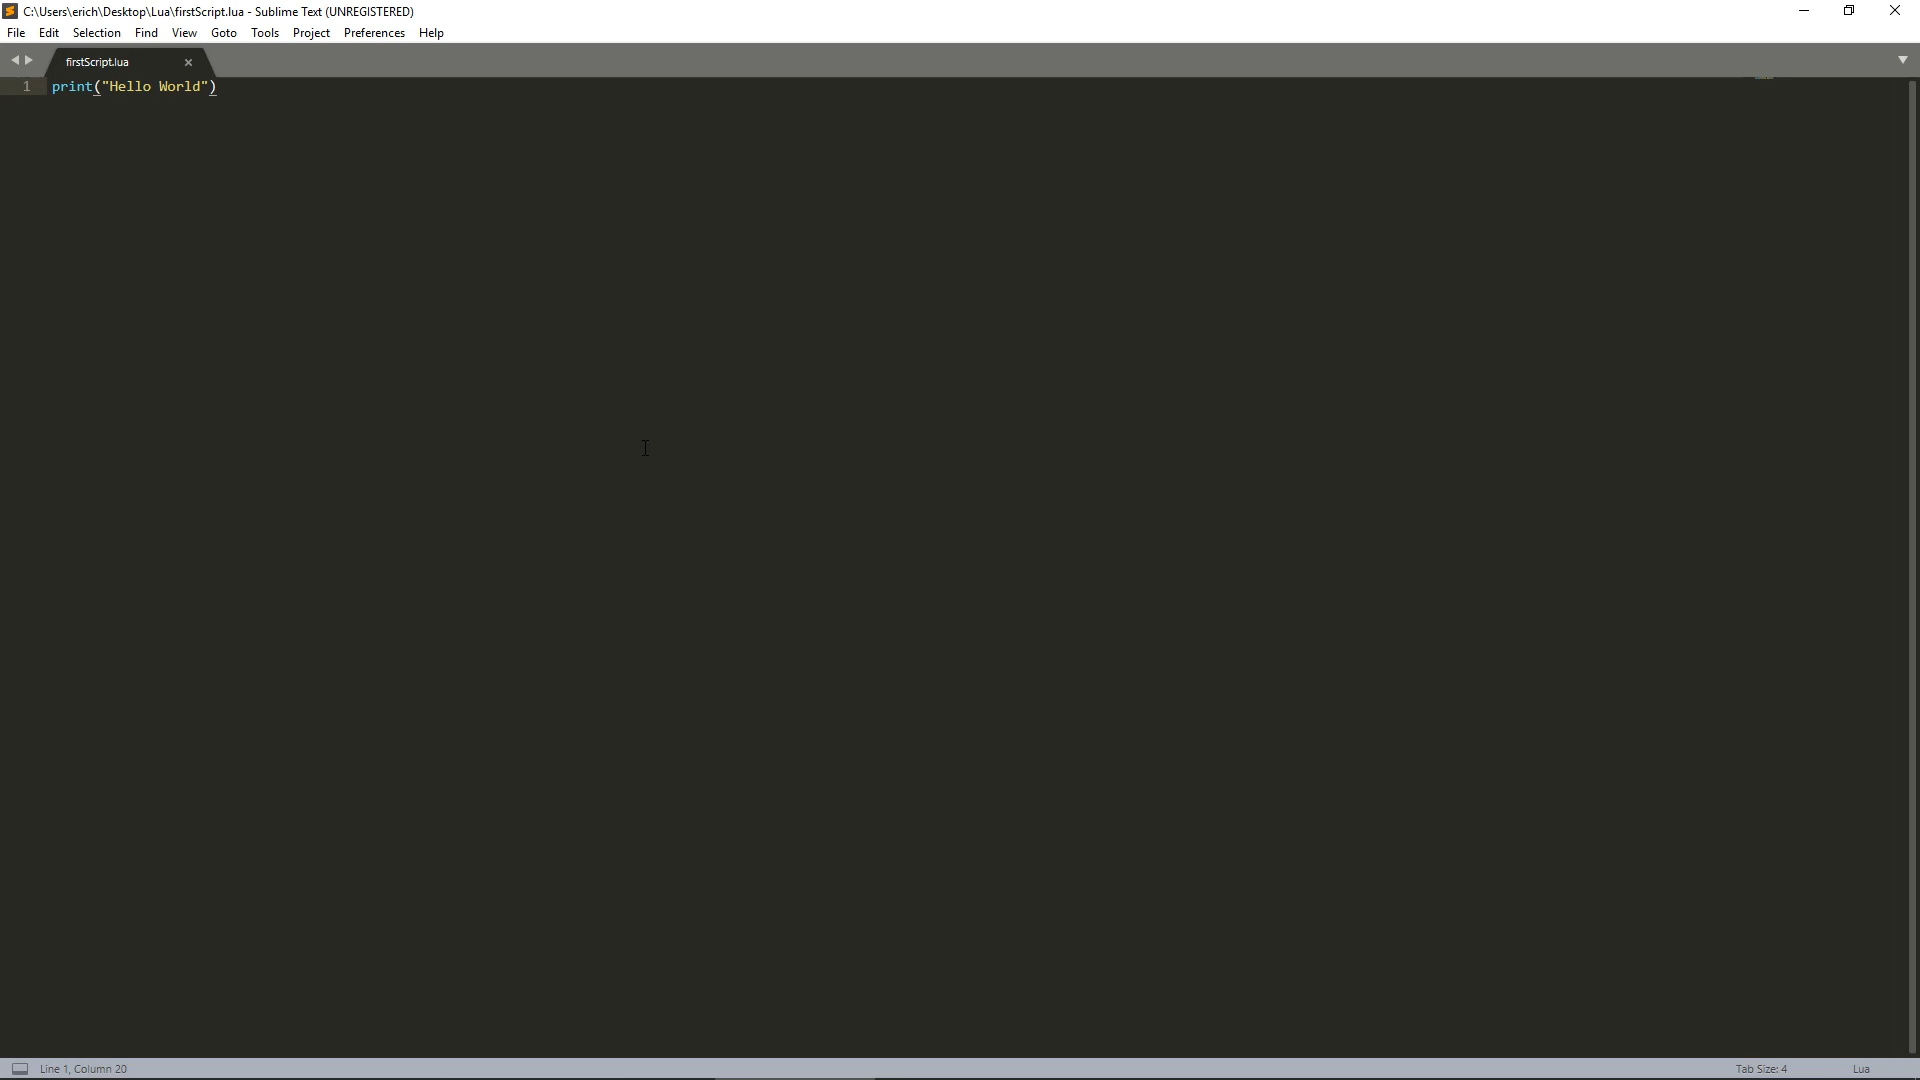 C:\Users\erich\Desktop\Lua\firstScript.lua - Sublime Text (UNREGISTERED)
File Edit Selection Find View Goto Tools Project Preferences Help
firstScript.lua
1 print("Hello World")
Line 1, Column 20 Tab Size: 4 Lua